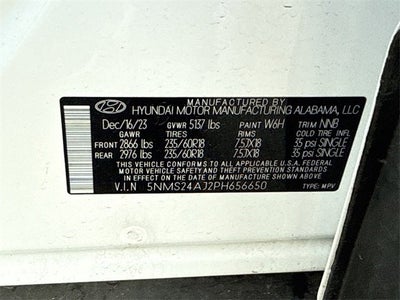 MANUFACTURED BY
HYUNDAI MOTOR MANUFACTURING ALABAMA, LLC
Dec/16/23 GVWR 5137 lbs PAINT W6H TRIM NNB
GAWR TIRES RIMS COLD TIRE INFL.
FRONT 2866 lbs 235/60R18 7.5JX18 35 psi SINGLE
REAR 2976 lbs 235/60R18 7.5JX18 35 psi SINGLE
THIS VEHICLE CONFORMS TO ALL APPLICABLE U.S.A. FEDERAL
MOTOR VEHICLE SAFETY AND THEFT PREVENTION STANDARDS
IN EFFECT ON THE DATE OF MANUFACTURE SHOWN ABOVE.
V.I.N 5NMS24AJ2PH656650 TYPE: MPV